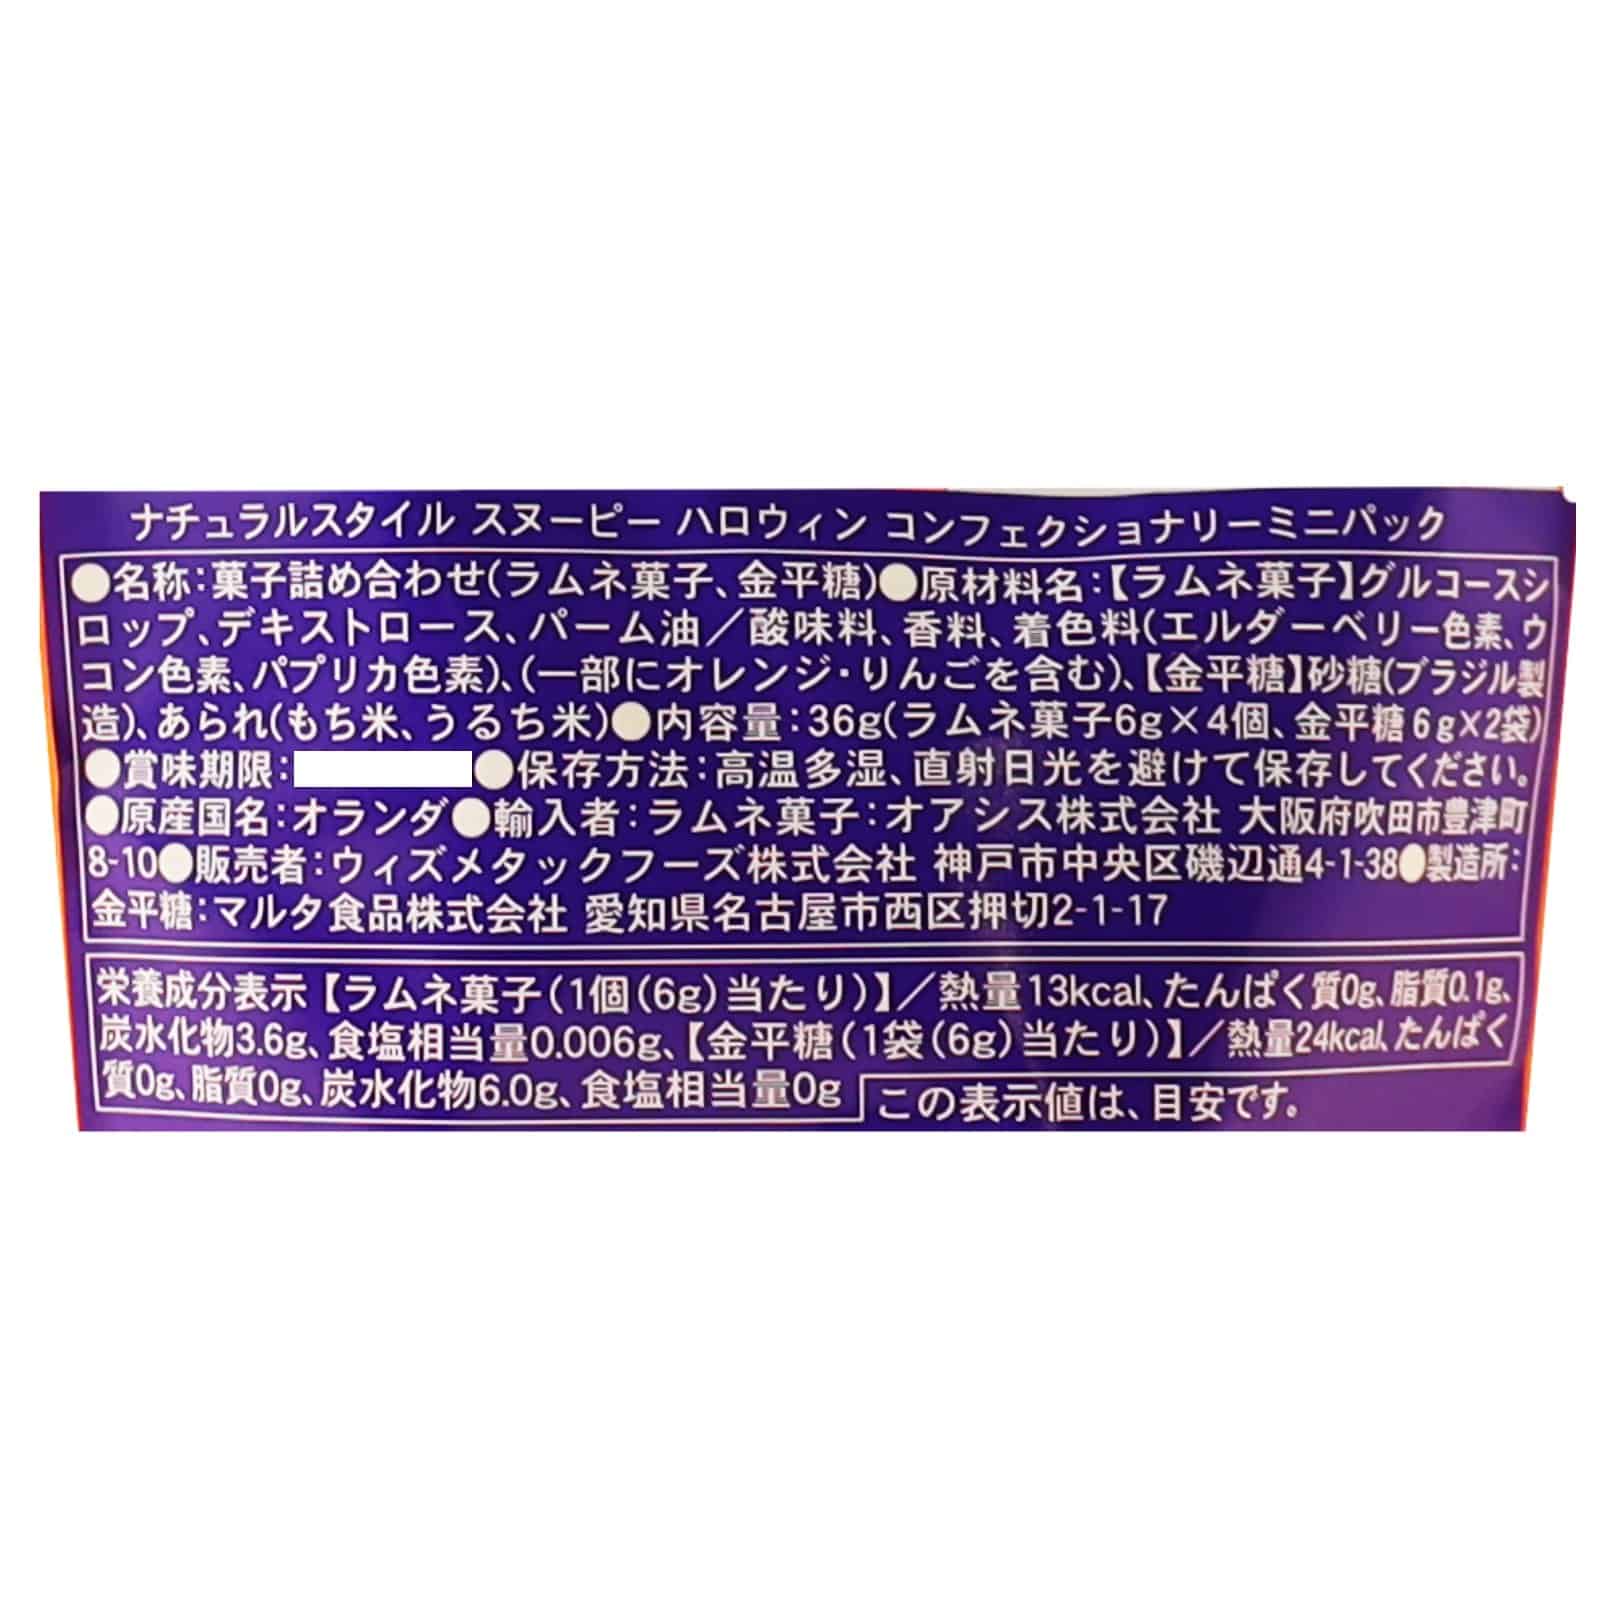 ナチュラルスタイル スヌーピー ハロウィン コンフェクショナリーミニパック
●名称:菓子詰め合わせ(ラムネ菓子、金平糖)●原材料名:【ラムネ菓子】グルコースシ
ロップ、デキストロース、パーム油／酸味料、香料、着色料(エルダーベリー色素、ウ
コン色素、パプリカ色素)、(一部にオレンジ・りんごを含む)、【金平糖】砂糖(ブラジル製
造)、あられ(もち米、うるち米)●内容量:36g(ラムネ菓子6g×4個、金平糖6g×2袋)
●賞味期限: ●保存方法:高温多湿、直射日光を避けて保存してください。
●原産国名:オランダ●輸入者:ラムネ菓子:オアシス株式会社 大阪府吹田市豊津町
8-10●販売者:ウィズメタックフーズ株式会社 神戸市中央区磯辺通4-1-38●製造所:
金平糖:マルタ食品株式会社 愛知県名古屋市西区押切2-1-17
栄養成分表示【ラムネ菓子(1個(6g)当たり)】／熱量13kcal、たんぱく質0g、脂質0.1g、
炭水化物3.6g、食塩相当量0.006g、【金平糖(1袋(6g)当たり)】／熱量24kcal、たんぱく
質0g、脂質0g、炭水化物6.0g、食塩相当量0g この表示値は、目安です。